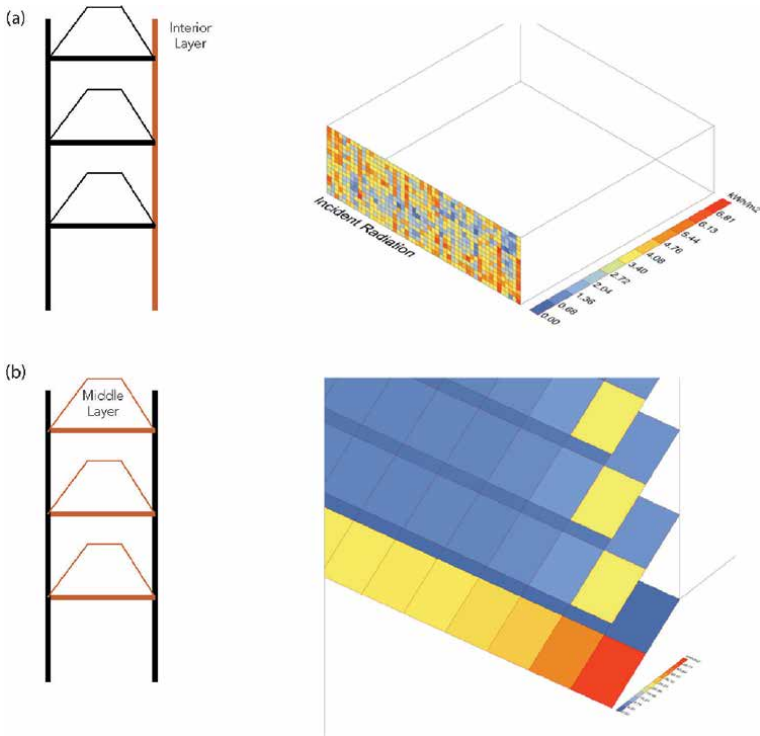 (a)
Interior
Layer
Incident Radiation
kWh/m2
6.81
6.13
5.44
4.76
4.08
3.40
2.72
2.04
1.36
0.68
0.00
(b)
Middle
Layer